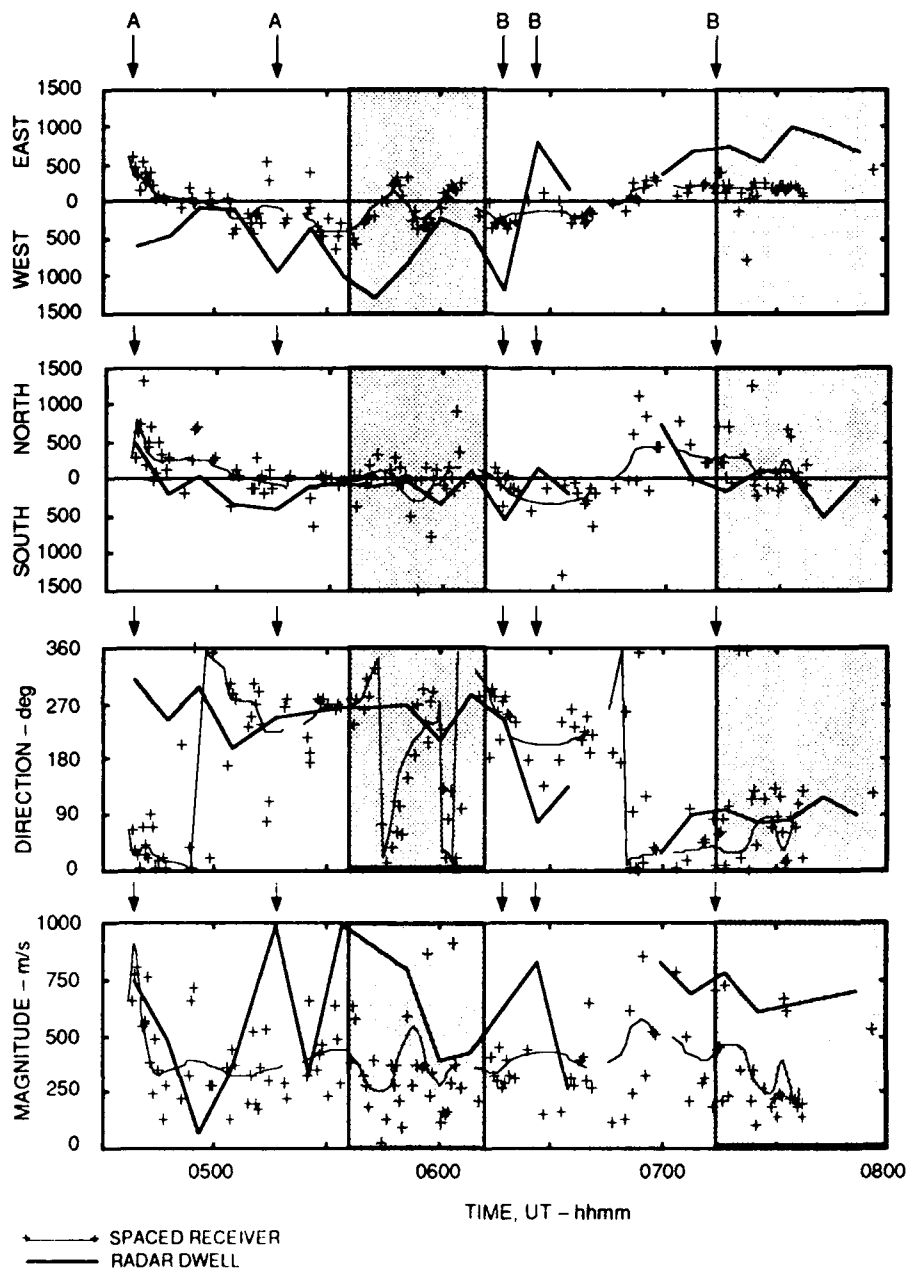 A A B B B
1500
1000
500
0
500
1000
1500
EAST
WEST
1500
1000
500
0
500
1000
1500
NORTH
SOUTH
360
270
180
90
0
DIRECTION – deg
1000
750
500
250
0
MAGNITUDE – m/s
0500 0600 0700 0800
TIME, UT – hhmm
SPACED RECEIVER
RADAR DWELL